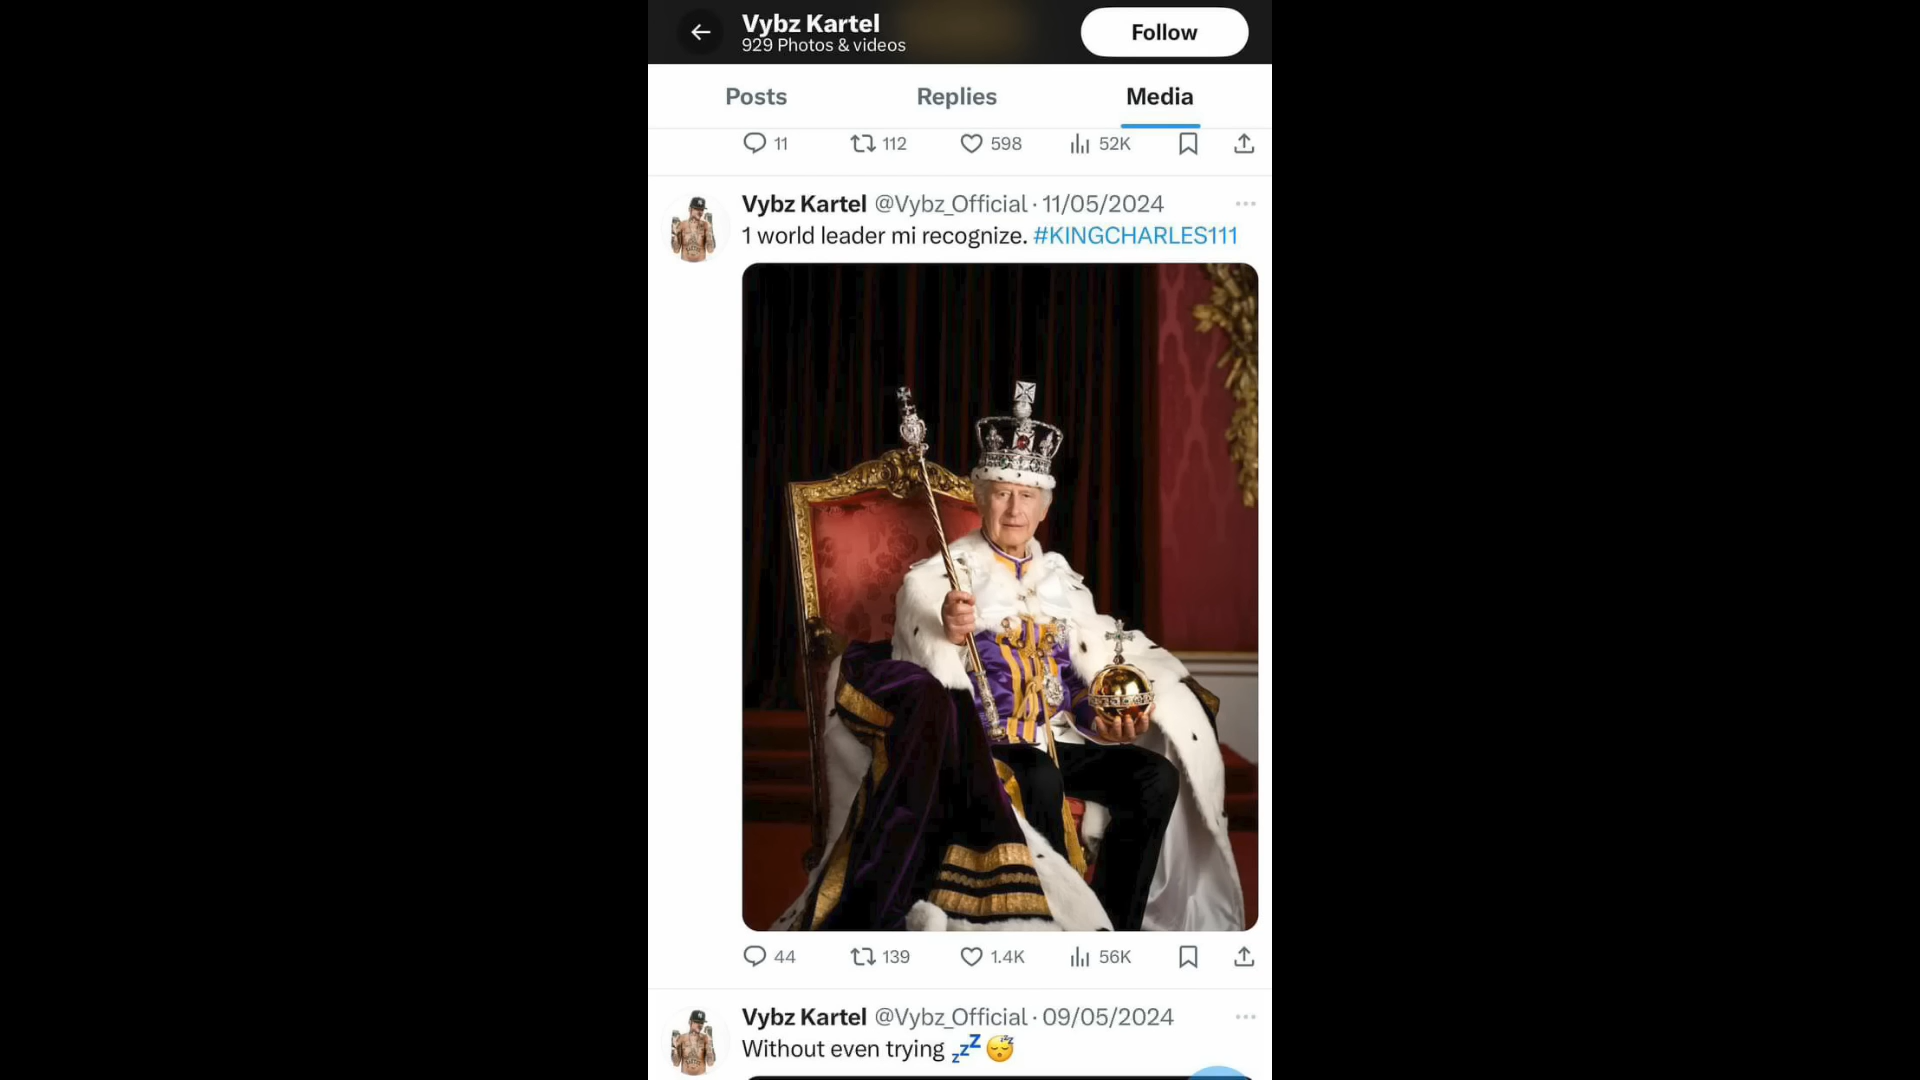 Vybz Kartel
929 Photos & videos
Follow
Posts Replies Media
11 112 598 52K
Vybz Kartel @Vybz_Official · 11/05/2024
1 world leader mi recognize. #KINGCHARLES111
44 139 1.4K 56K
Vybz Kartel @Vybz_Official · 09/05/2024
Without even trying 💤😴